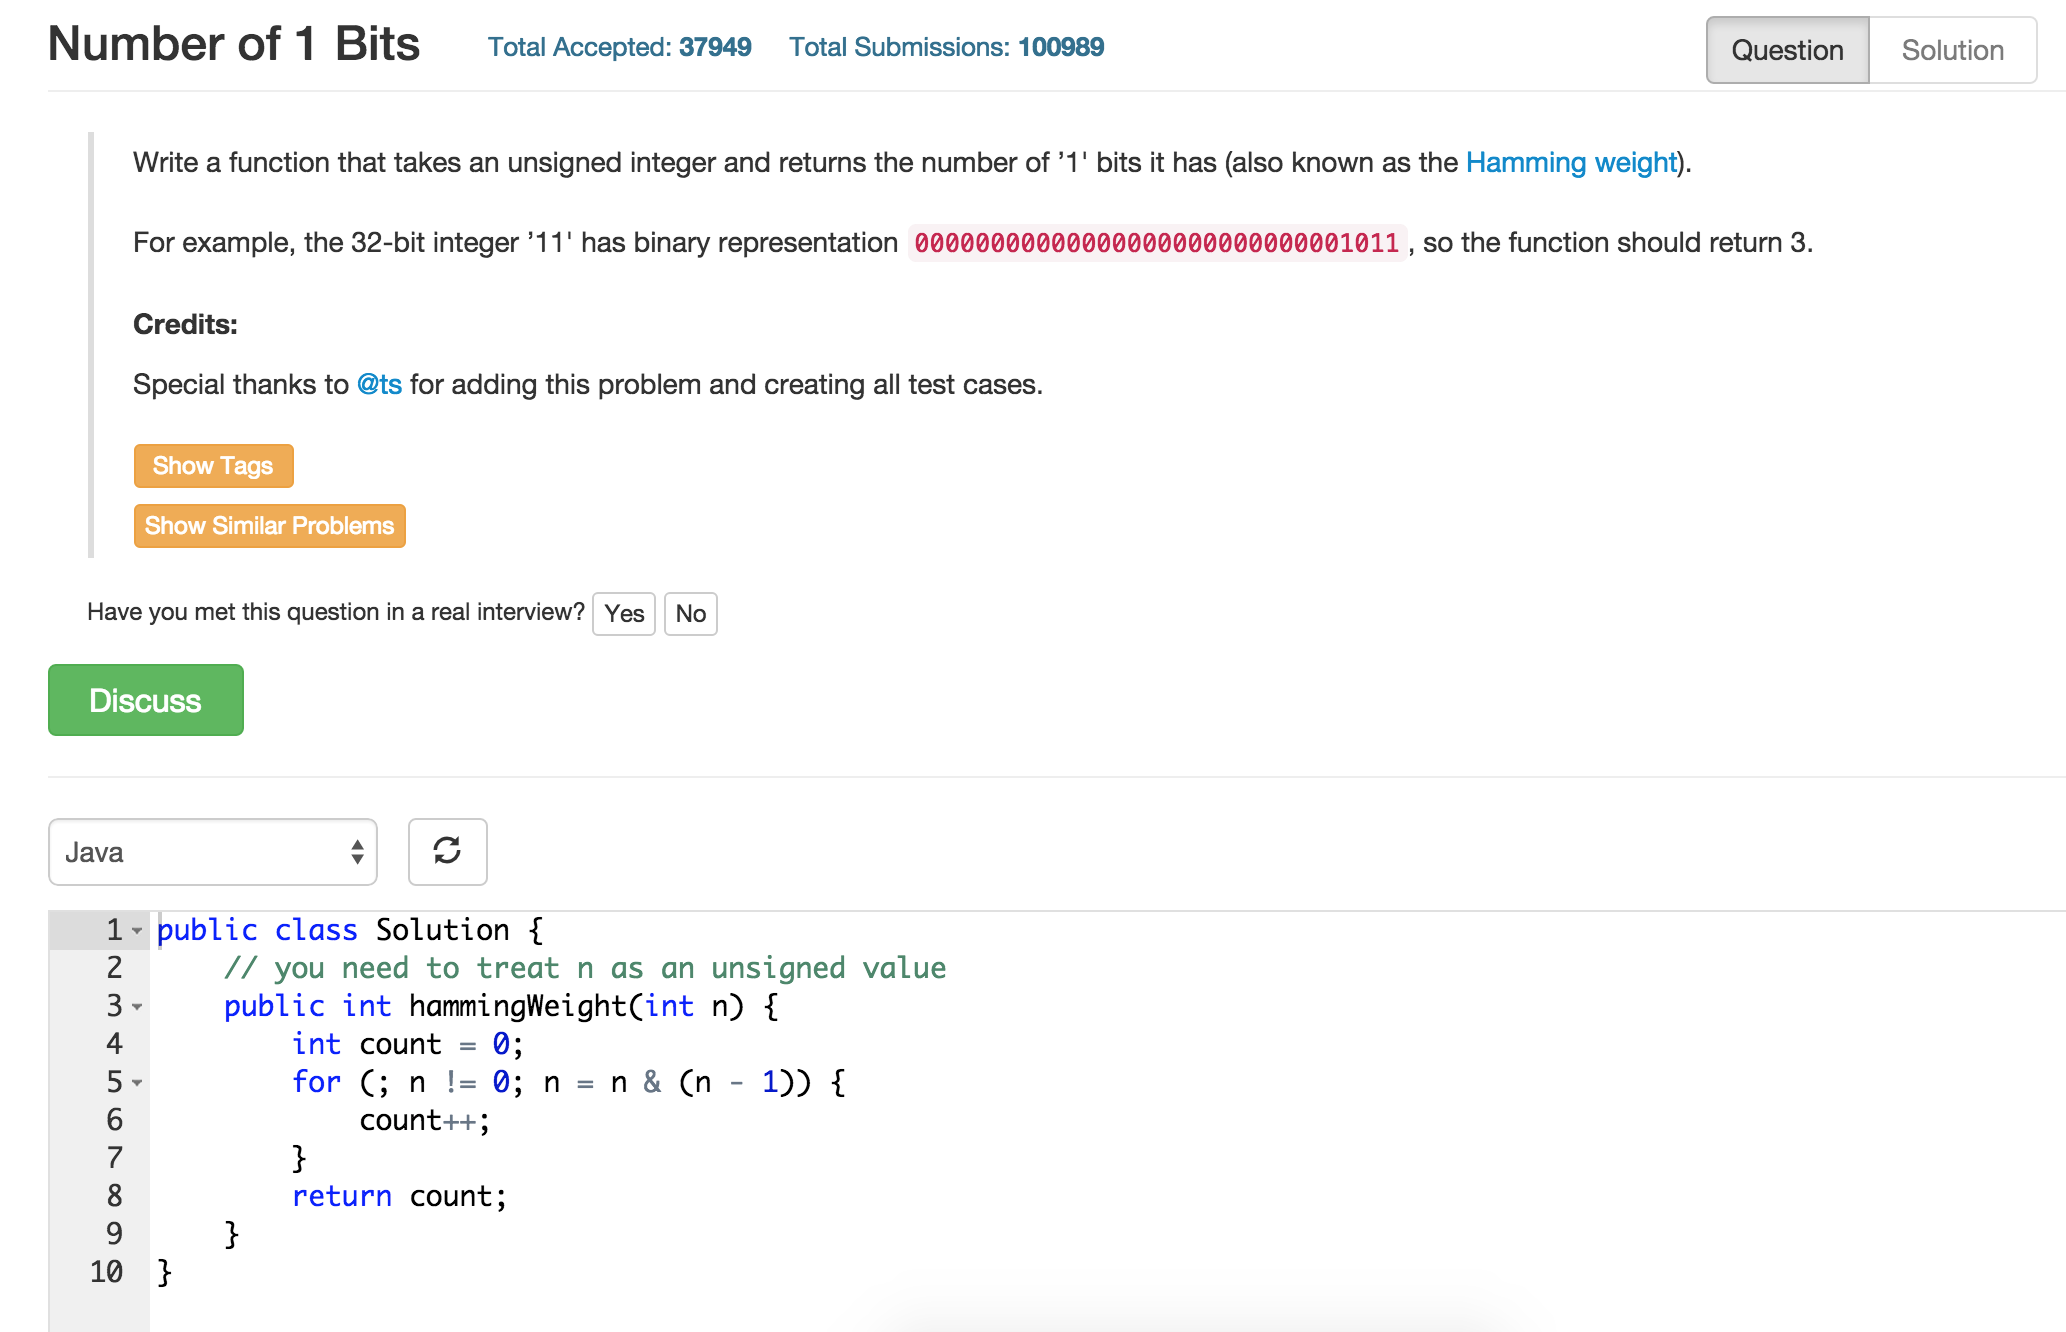 Number of 1 Bits Total Accepted: 37949 Total Submissions: 100989 Question Solution
Write a function that takes an unsigned integer and returns the number of ’1' bits it has (also known as the Hamming weight).
For example, the 32-bit integer ’11' has binary representation 00000000000000000000000000001011, so the function should return 3.
Credits:
Special thanks to @ts for adding this problem and creating all test cases.
Show Tags
Show Similar Problems
Have you met this question in a real interview? Yes No
Discuss
Java
1 public class Solution {
2     // you need to treat n as an unsigned value
3     public int hammingWeight(int n) {
4         int count = 0;
5         for (; n != 0; n = n & (n - 1)) {
6             count++;
7         }
8         return count;
9     }
10 }